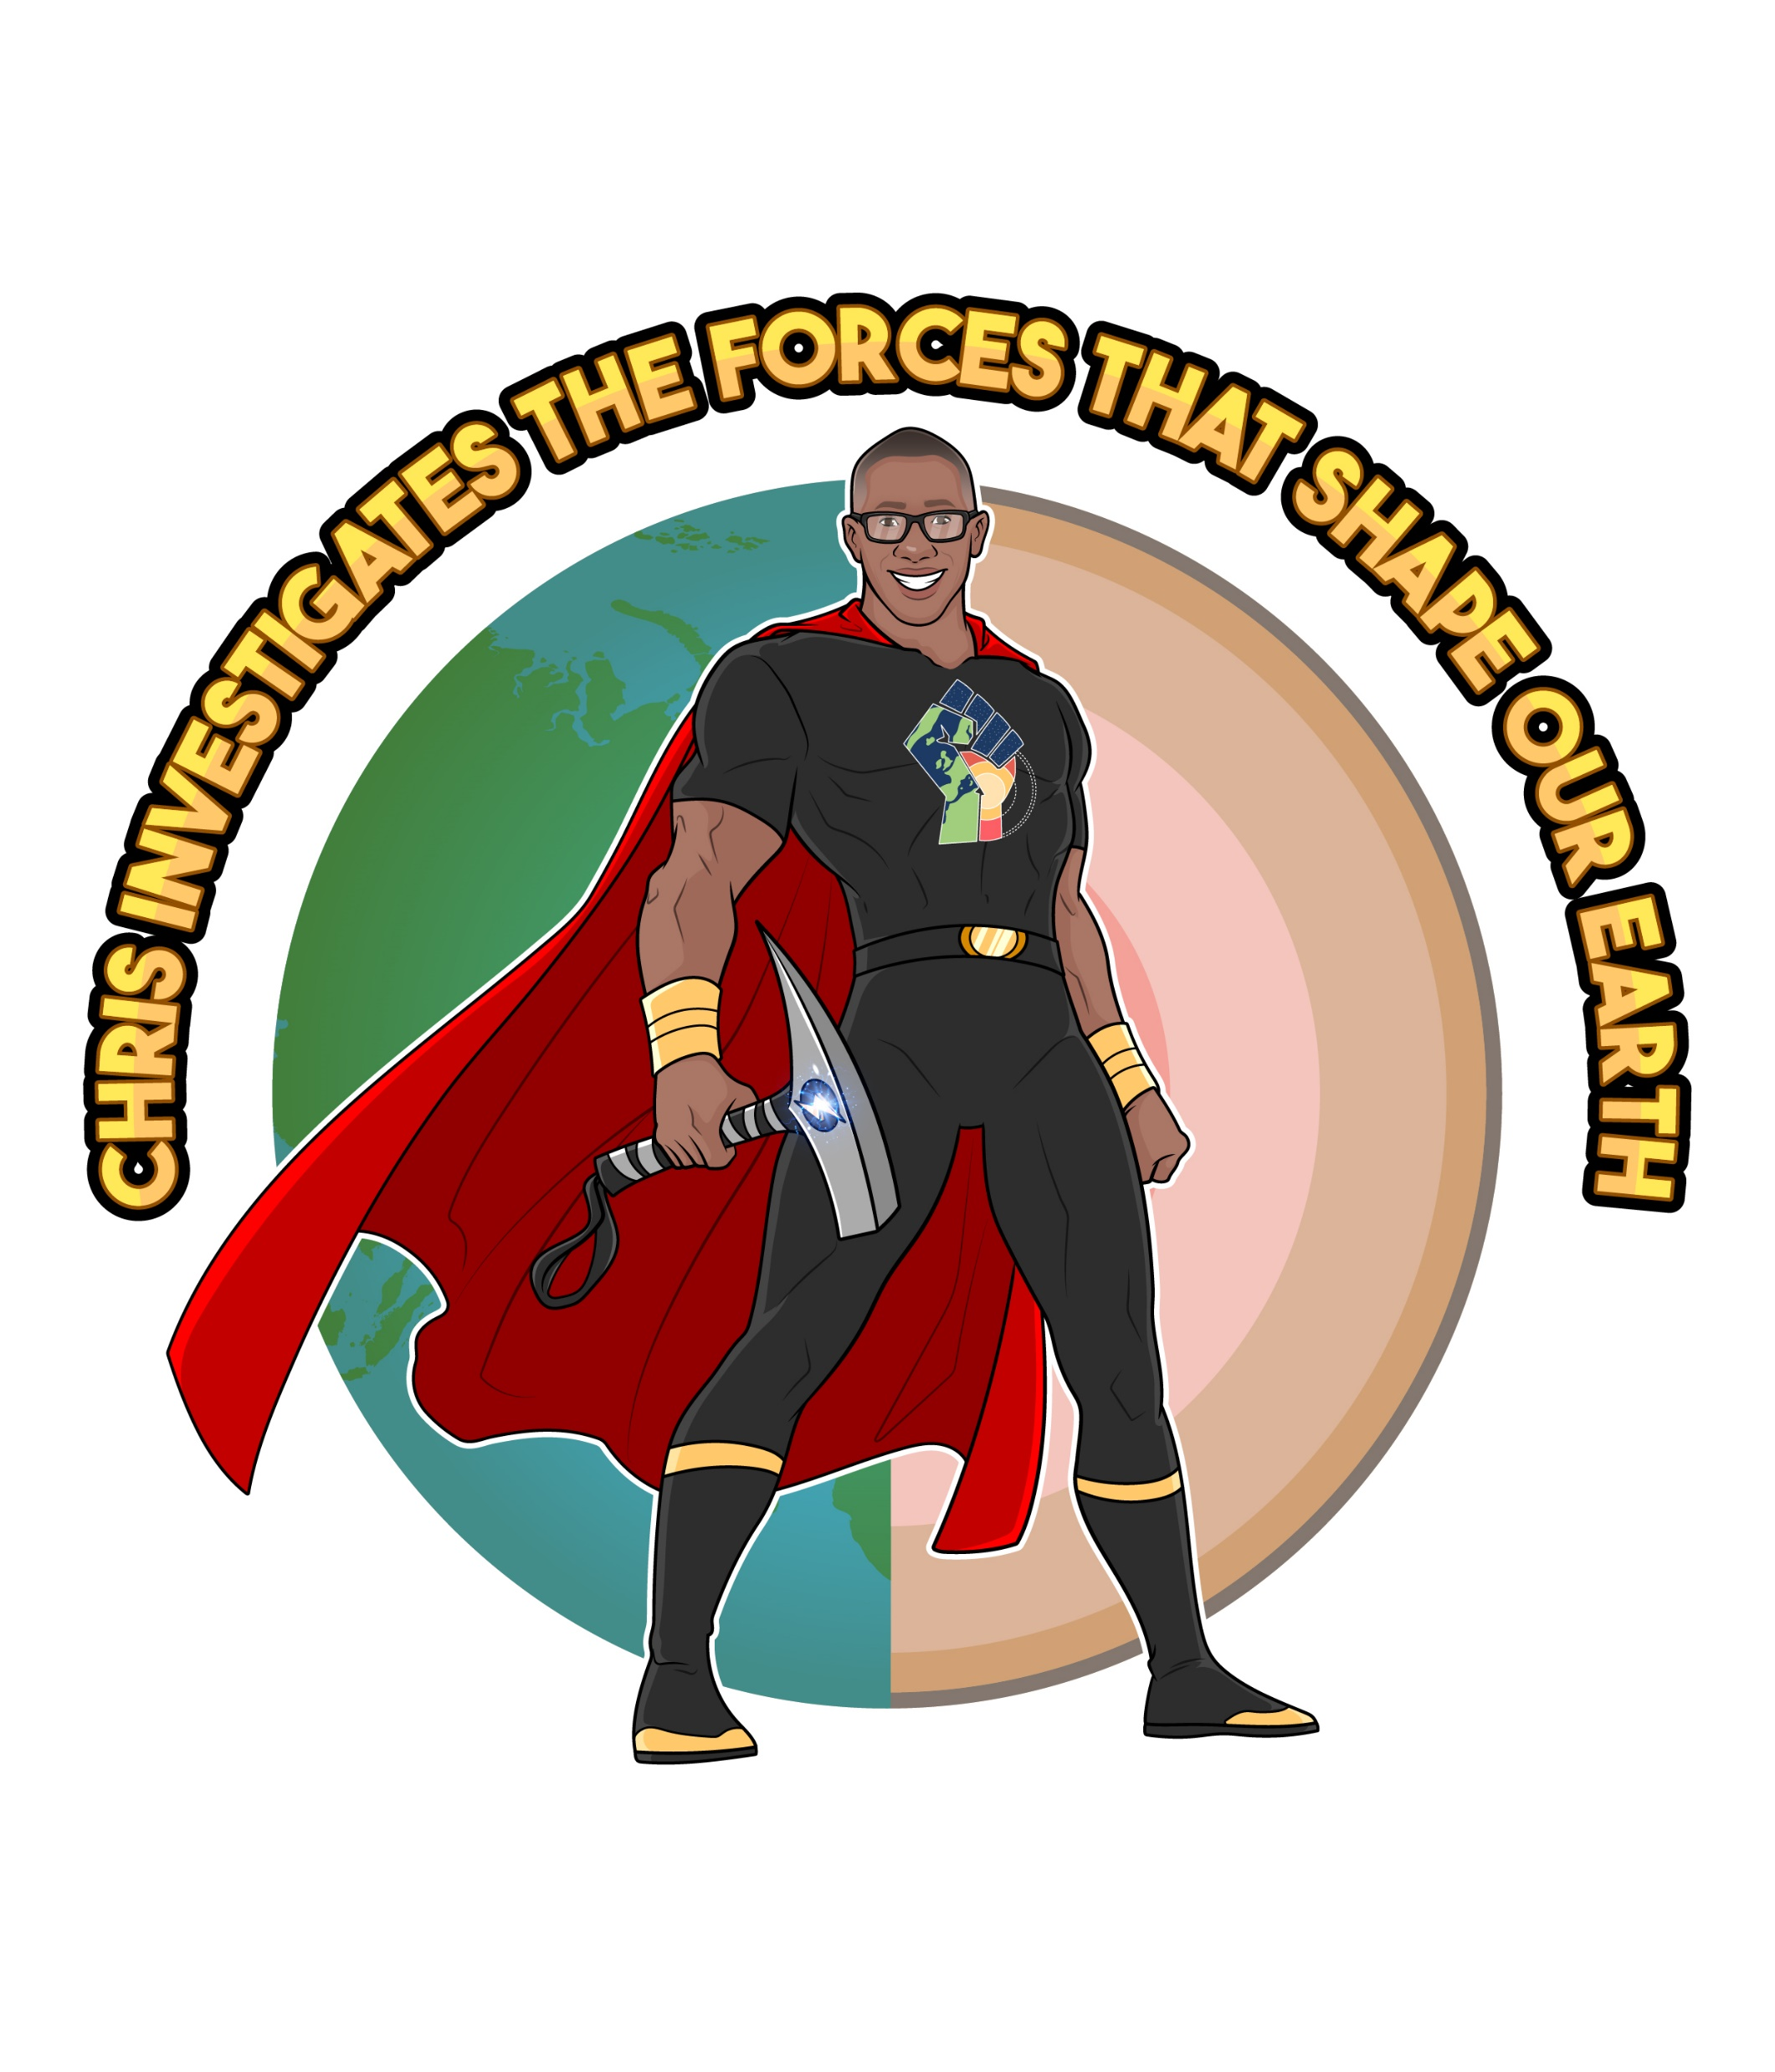 CHRIS INVESTIGATES THE FORCES THAT SHAPE OUR EARTH